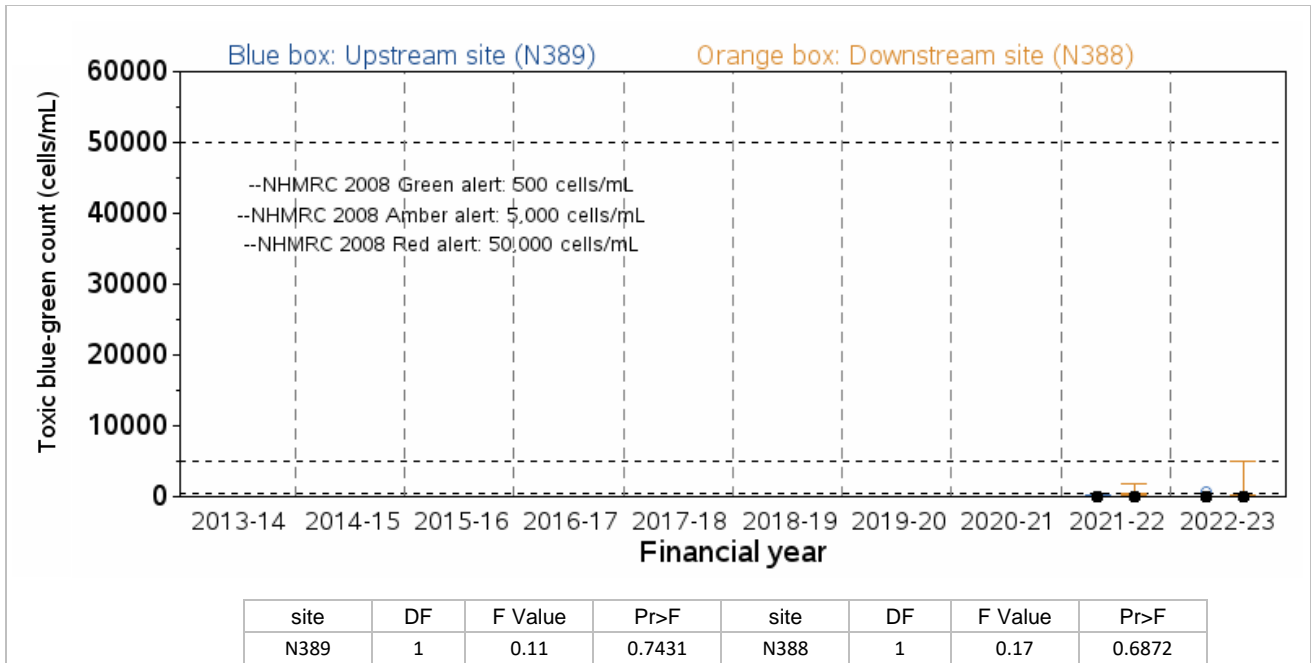 Blue box: Upstream site (N389) Orange box: Downstream site (N388)
Toxic blue-green count (cells/mL)
60000
50000
40000
30000
20000
10000
0
--NHMRC 2008 Green alert: 500 cells/mL
--NHMRC 2008 Amber alert: 5,000 cells/mL
--NHMRC 2008 Red alert: 50,000 cells/mL
2013-14 2014-15 2015-16 2016-17 2017-18 2018-19 2019-20 2020-21 2021-22 2022-23
Financial year
site DF F Value Pr>F site DF F Value Pr>F
N389 1 0.11 0.7431 N388 1 0.17 0.6872